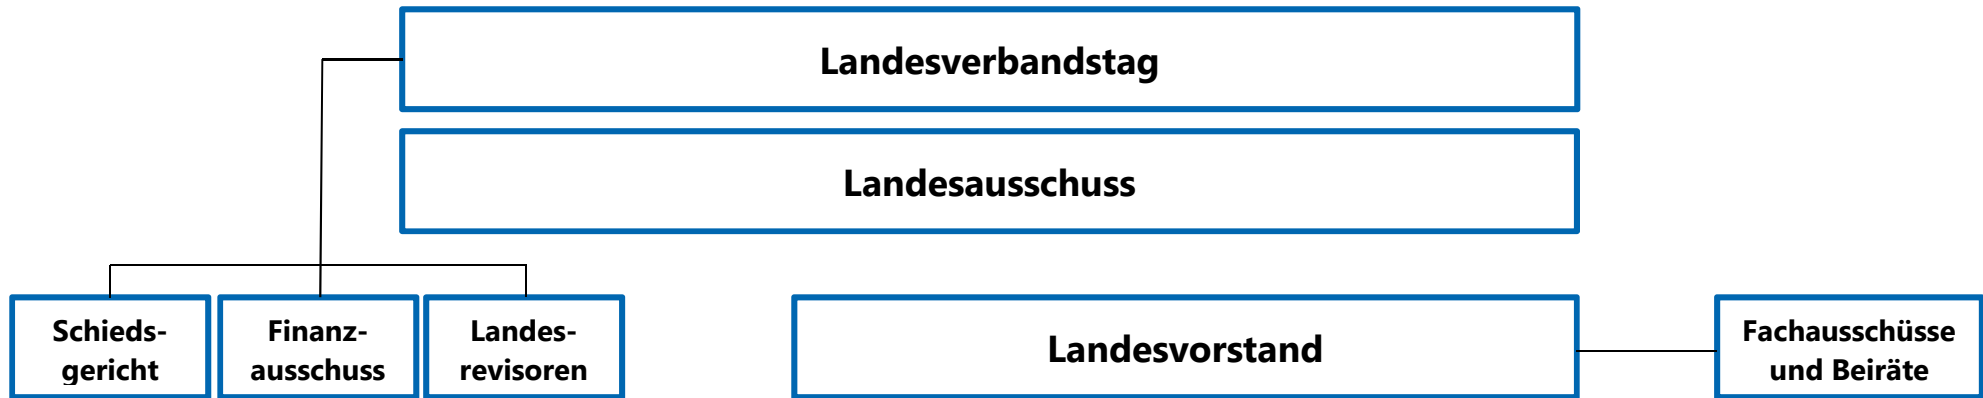 Landesverbandstag
Landesausschuss
Schieds-
gericht
Finanz-
ausschuss
Landes-
revisoren
Landesvorstand
Fachausschüsse
und Beiräte